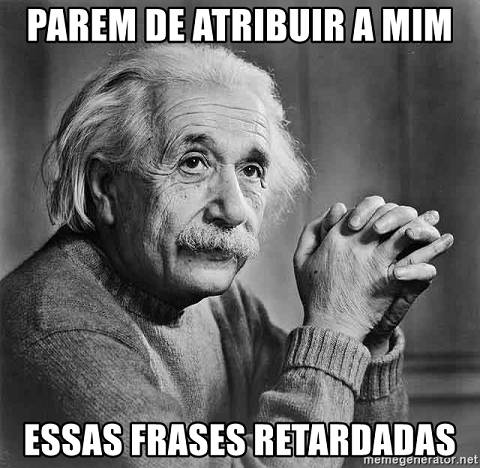 PAREM DE ATRIBUIR A MIM
ESSAS FRASES RETARDADAS
memegenerator.net